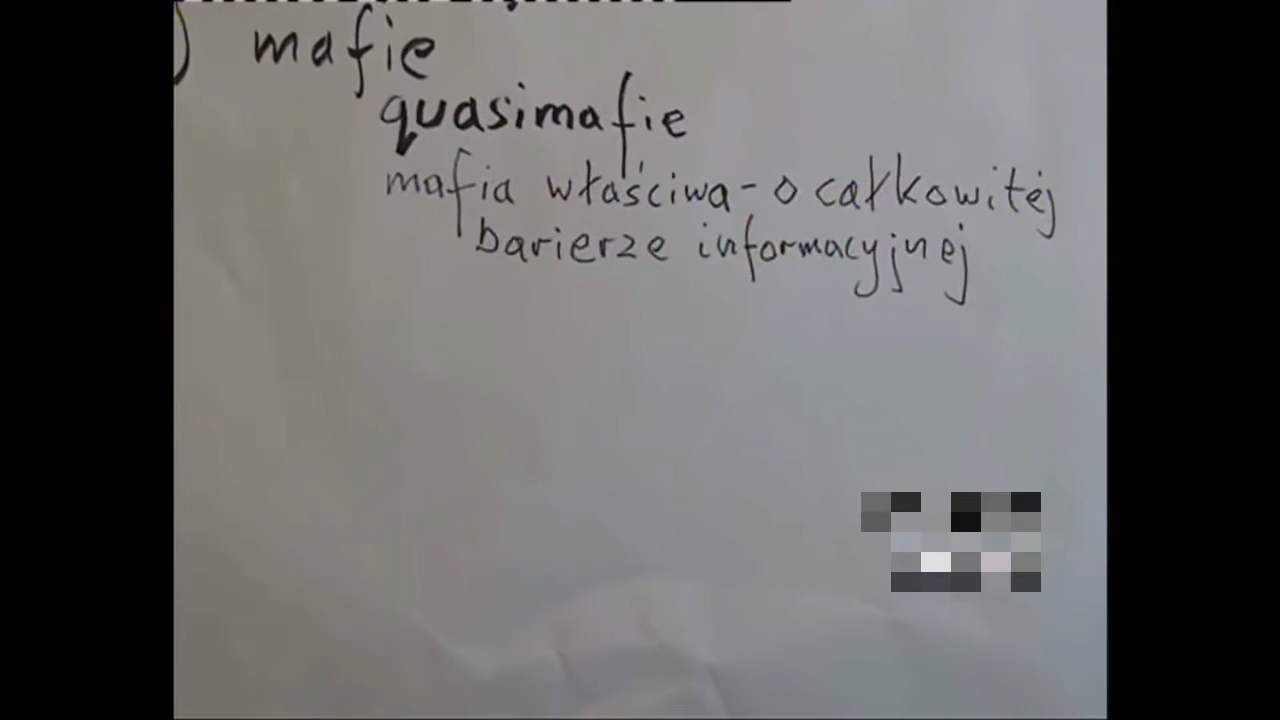 ) mafie
quasimafie
mafia właściwa - o całkowitej
barierze informacyjnej